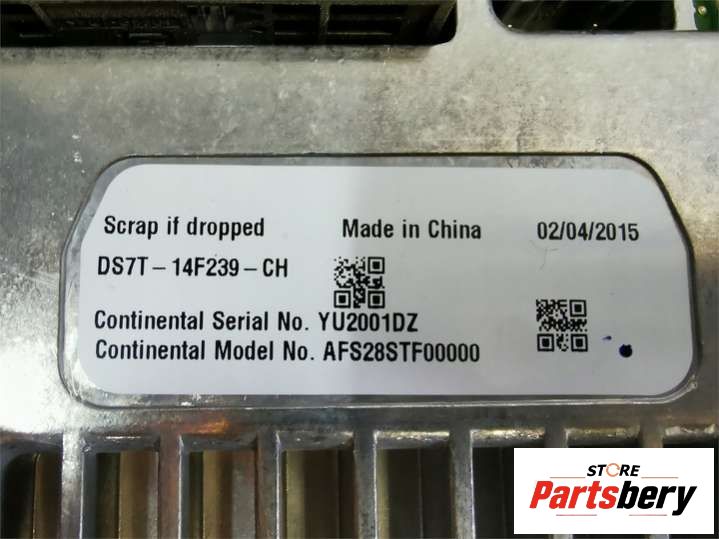 Scrap if dropped Made in China 02/04/2015
DS7T-14F239-CH
Continental Serial No. YU2001DZ
Continental Model No. AFS28STF00000
STORE
Partsbery